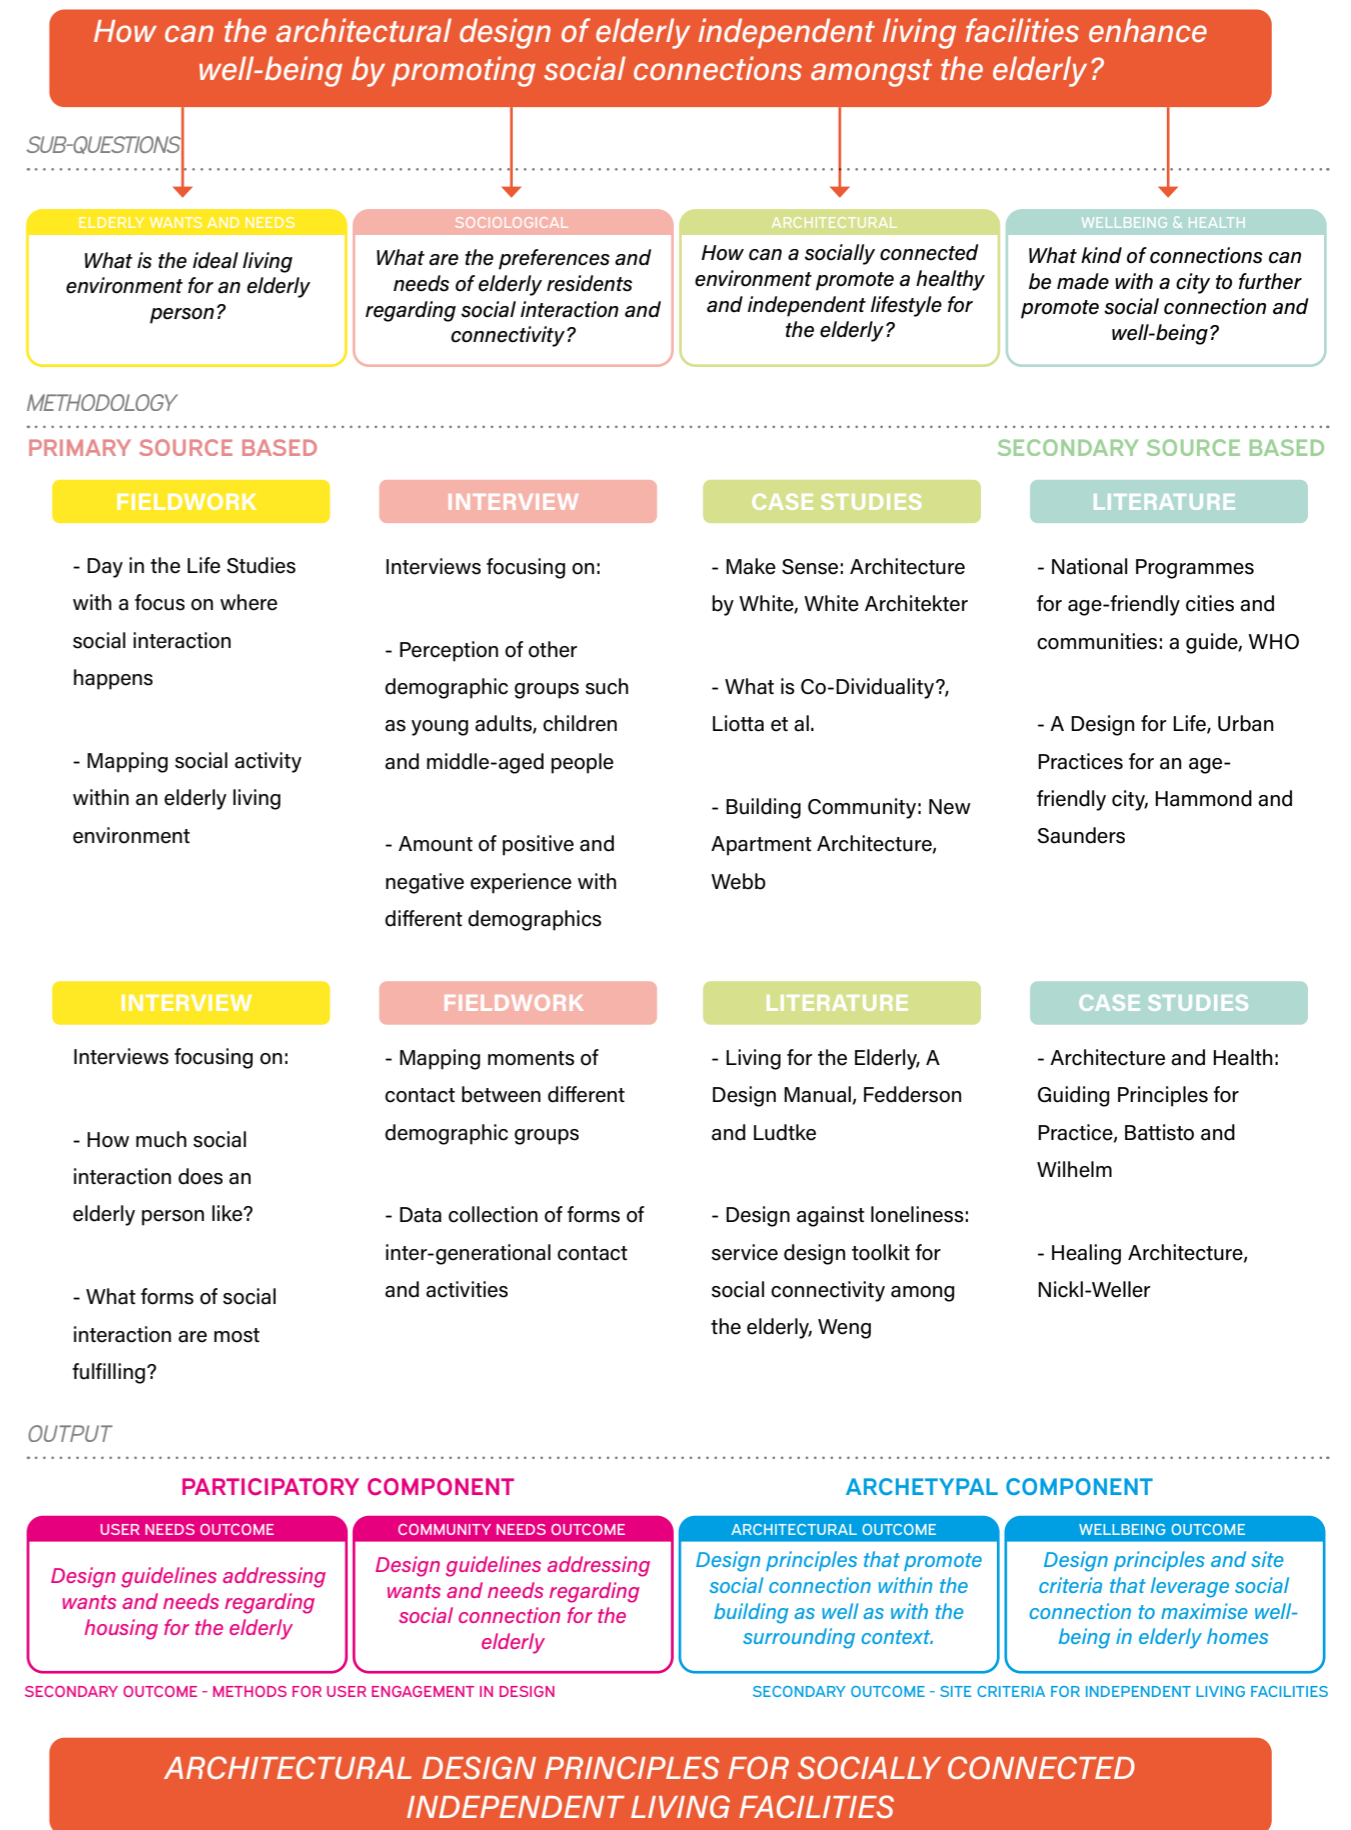 How can the architectural design of elderly independent living facilities enhance
well-being by promoting social connections amongst the elderly?
SUB-QUESTIONS
ELDERLY WANTS AND NEEDS
What is the ideal living
environment for an elderly
person?
SOCIOLOGICAL
What are the preferences and
needs of elderly residents
regarding social interaction and
connectivity?
ARCHITECTURAL
How can a socially connected
environment promote a healthy
and independent lifestyle for
the elderly?
WELLBEING & HEALTH
What kind of connections can
be made with a city to further
promote social connection and
well-being?
METHODOLOGY
PRIMARY SOURCE BASED
SECONDARY SOURCE BASED
FIELDWORK
- Day in the Life Studies
with a focus on where
social interaction
happens
- Mapping social activity
within an elderly living
environment
INTERVIEW
Interviews focusing on:
- Perception of other
demographic groups such
as young adults, children
and middle-aged people
- Amount of positive and
negative experience with
different demographics
CASE STUDIES
- Make Sense: Architecture
by White, White Architekter
- What is Co-Dividuality?,
Liotta et al.
- Building Community: New
Apartment Architecture,
Webb
LITERATURE
- National Programmes
for age-friendly cities and
communities: a guide, WHO
- A Design for Life, Urban
Practices for an age-
friendly city, Hammond and
Saunders
INTERVIEW
Interviews focusing on:
- How much social
interaction does an
elderly person like?
- What forms of social
interaction are most
fulfilling?
FIELDWORK
- Mapping moments of
contact between different
demographic groups
- Data collection of forms of
inter-generational contact
and activities
LITERATURE
- Living for the Elderly, A
Design Manual, Fedderson
and Ludtke
- Design against loneliness:
service design toolkit for
social connectivity among
the elderly, Weng
CASE STUDIES
- Architecture and Health:
Guiding Principles for
Practice, Battisto and
Wilhelm
- Healing Architecture,
Nickl-Weller
OUTPUT
PARTICIPATORY COMPONENT
ARCHETYPAL COMPONENT
USER NEEDS OUTCOME
Design guidelines addressing
wants and needs regarding
housing for the elderly
COMMUNITY NEEDS OUTCOME
Design guidelines addressing
wants and needs regarding
social connection for the
elderly
ARCHITECTURAL OUTCOME
Design principles that promote
social connection within the
building as well as with the
surrounding context.
WELLBEING OUTCOME
Design principles and site
criteria that leverage social
connection to maximise well-
being in elderly homes
SECONDARY OUTCOME - METHODS FOR USER ENGAGEMENT IN DESIGN
SECONDARY OUTCOME - SITE CRITERIA FOR INDEPENDENT LIVING FACILITIES
ARCHITECTURAL DESIGN PRINCIPLES FOR SOCIALLY CONNECTED
INDEPENDENT LIVING FACILITIES